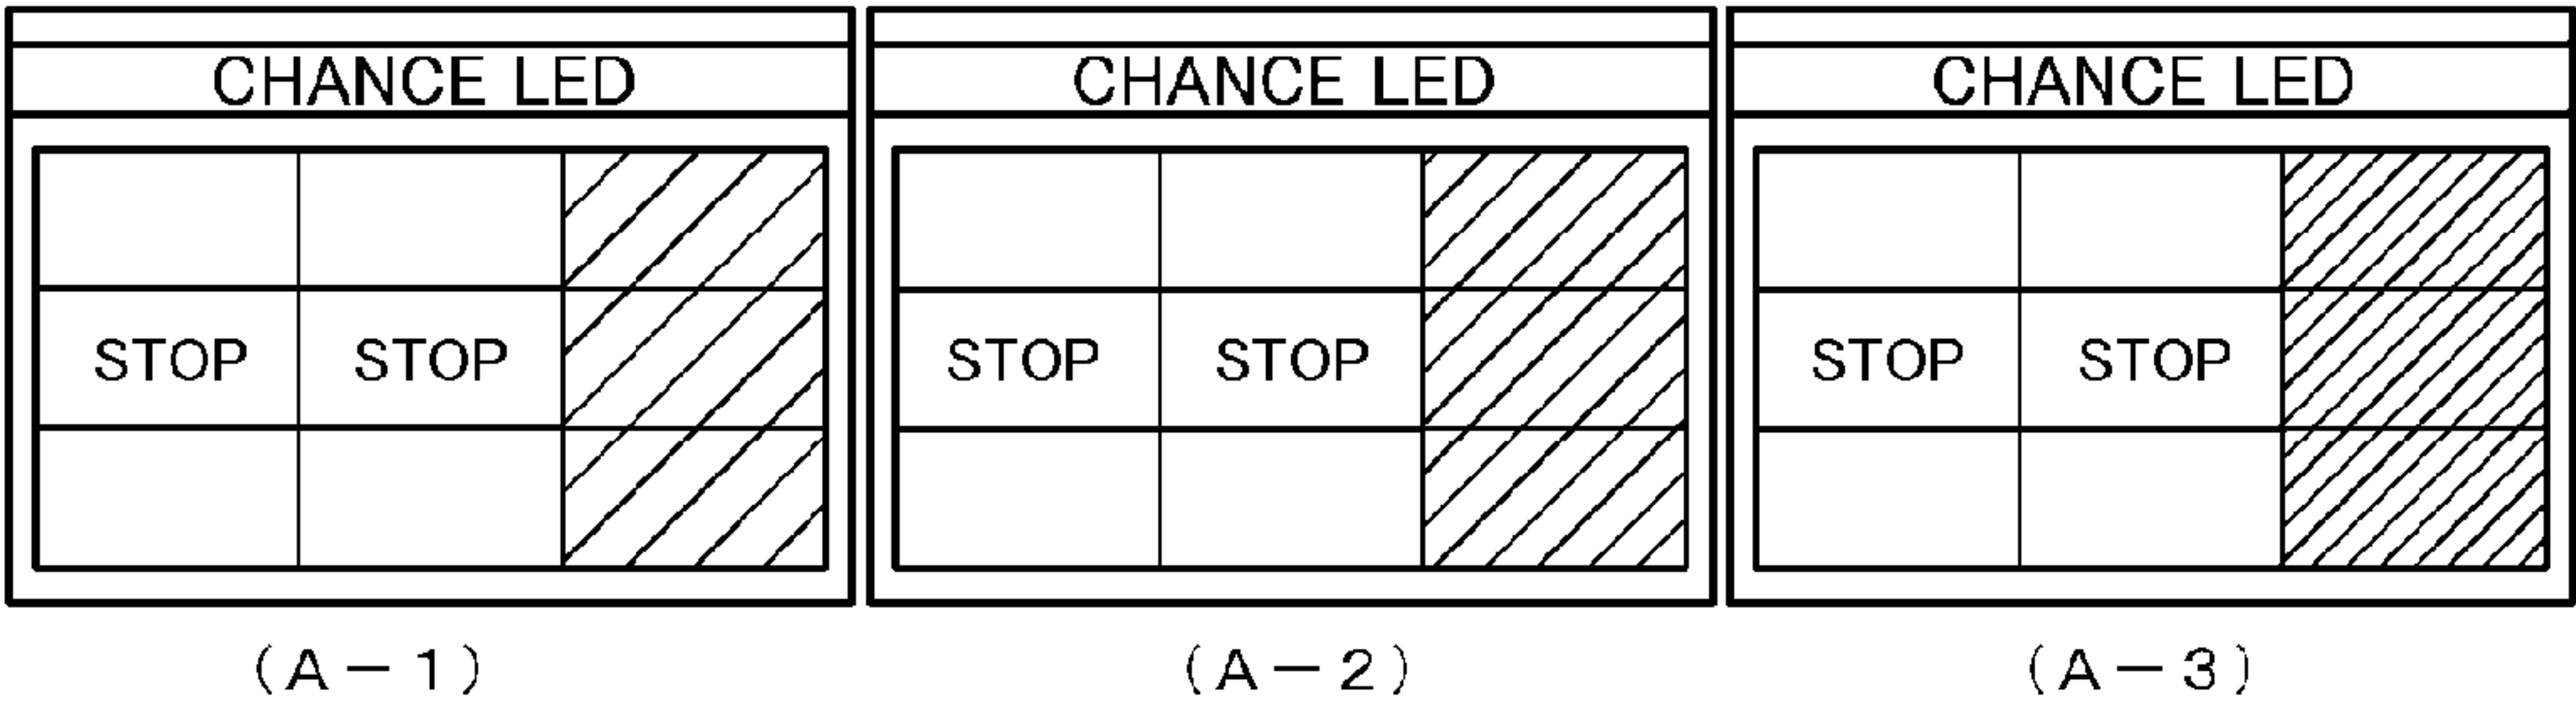 CHANCE LED CHANCE LED CHANCE LED
STOP STOP STOP STOP STOP STOP
(A-1) (A-2) (A-3)